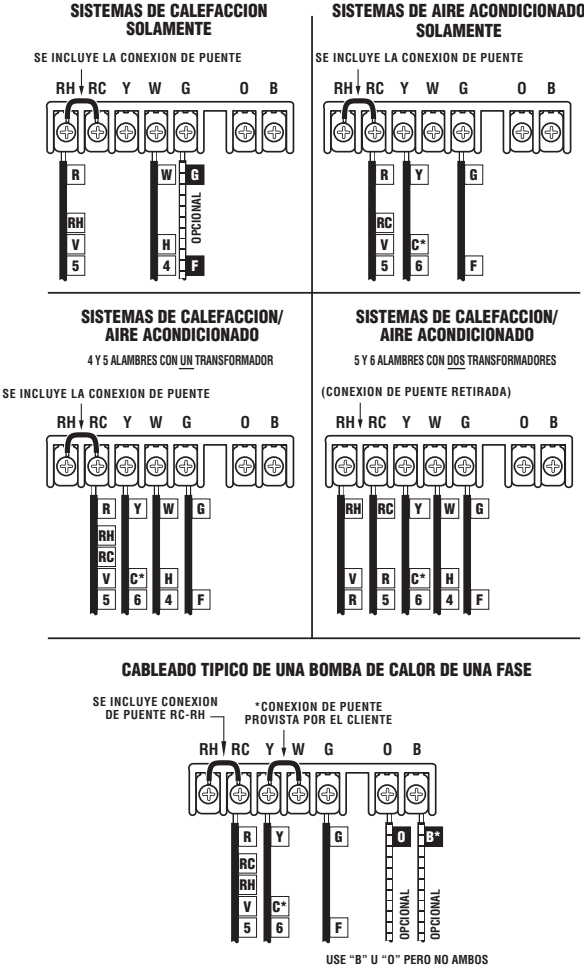 SISTEMAS DE CALEFACCION
SOLAMENTE
SE INCLUYE LA CONEXION DE PUENTE
RH RC Y W G O B
R W G
RH
V H
5 4 F
OPCIONAL
SISTEMAS DE AIRE ACONDICIONADO
SOLAMENTE
SE INCLUYE LA CONEXION DE PUENTE
RH RC Y W G O B
R Y G
RC
V C*
5 6 F
SISTEMAS DE CALEFACCION/
AIRE ACONDICIONADO
4 Y 5 ALAMBRES CON UN TRANSFORMADOR
SE INCLUYE LA CONEXION DE PUENTE
RH RC Y W G O B
R Y W G
RH
RC
V C* H
5 6 4 F
SISTEMAS DE CALEFACCION/
AIRE ACONDICIONADO
5 Y 6 ALAMBRES CON DOS TRANSFORMADORES
(CONEXION DE PUENTE RETIRADA)
RH RC Y W G O B
RH RC Y W G
V R C* H
R 5 6 4 F
CABLEADO TIPICO DE UNA BOMBA DE CALOR DE UNA FASE
SE INCLUYE CONEXION
DE PUENTE RC-RH
*CONEXION DE PUENTE
PROVISTA POR EL CLIENTE
RH RC Y W G O B
R Y G O B*
RC
RH
V C*
5 6 F
OPCIONAL
OPCIONAL
USE “B” U “O” PERO NO AMBOS